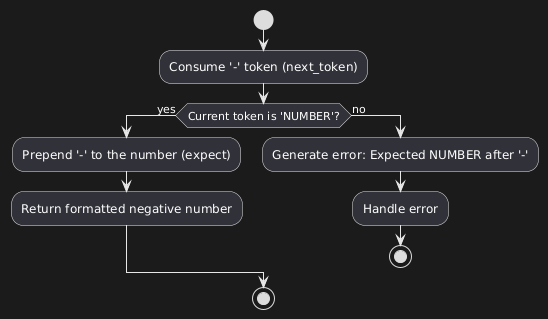 Consume '-' token (next_token)
yes
Current token is 'NUMBER'?
no
Prepend '-' to the number (expect)
Generate error: Expected NUMBER after '-'
Return formatted negative number
Handle error